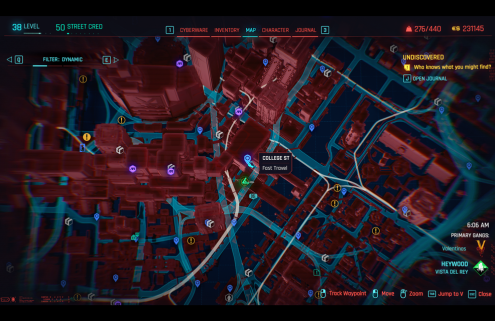 38 LEVEL
50 STREET CRED
1 CYBERWARE INVENTORY MAP CHARACTER JOURNAL 3
276/440
231145
Q FILTER: DYNAMIC E
UNDISCOVERED
Who knows what you might find?
OPEN JOURNAL
COLLEGE ST
Fast Travel
6:05 AM
PRIMARY GANGS:
Valentinos
HEYWOOD
VISTA DEL REY
Track Waypoint Move Zoom Jump to V Close